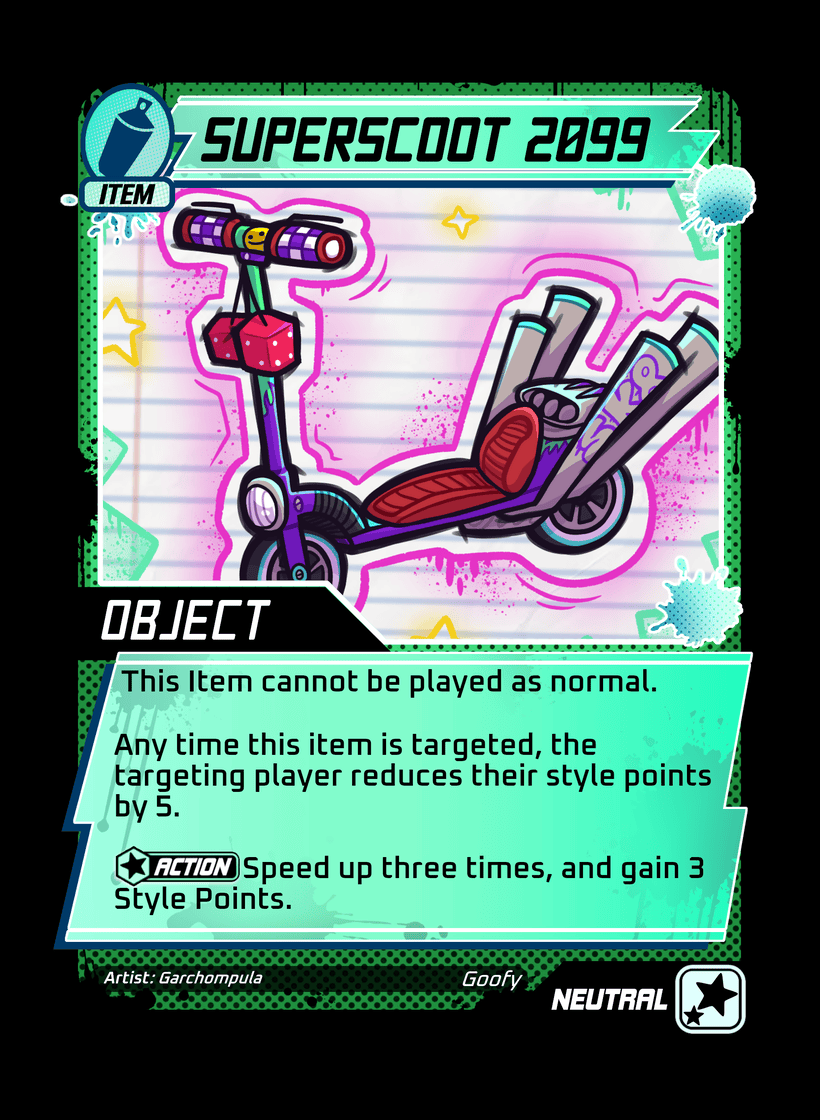 SUPERSCOOT 2099
ITEM
OBJECT
This Item cannot be played as normal.
Any time this item is targeted, the
targeting player reduces their style points
by 5.
ACTION Speed up three times, and gain 3
Style Points.
Artist: Garchompula
Goofy
NEUTRAL